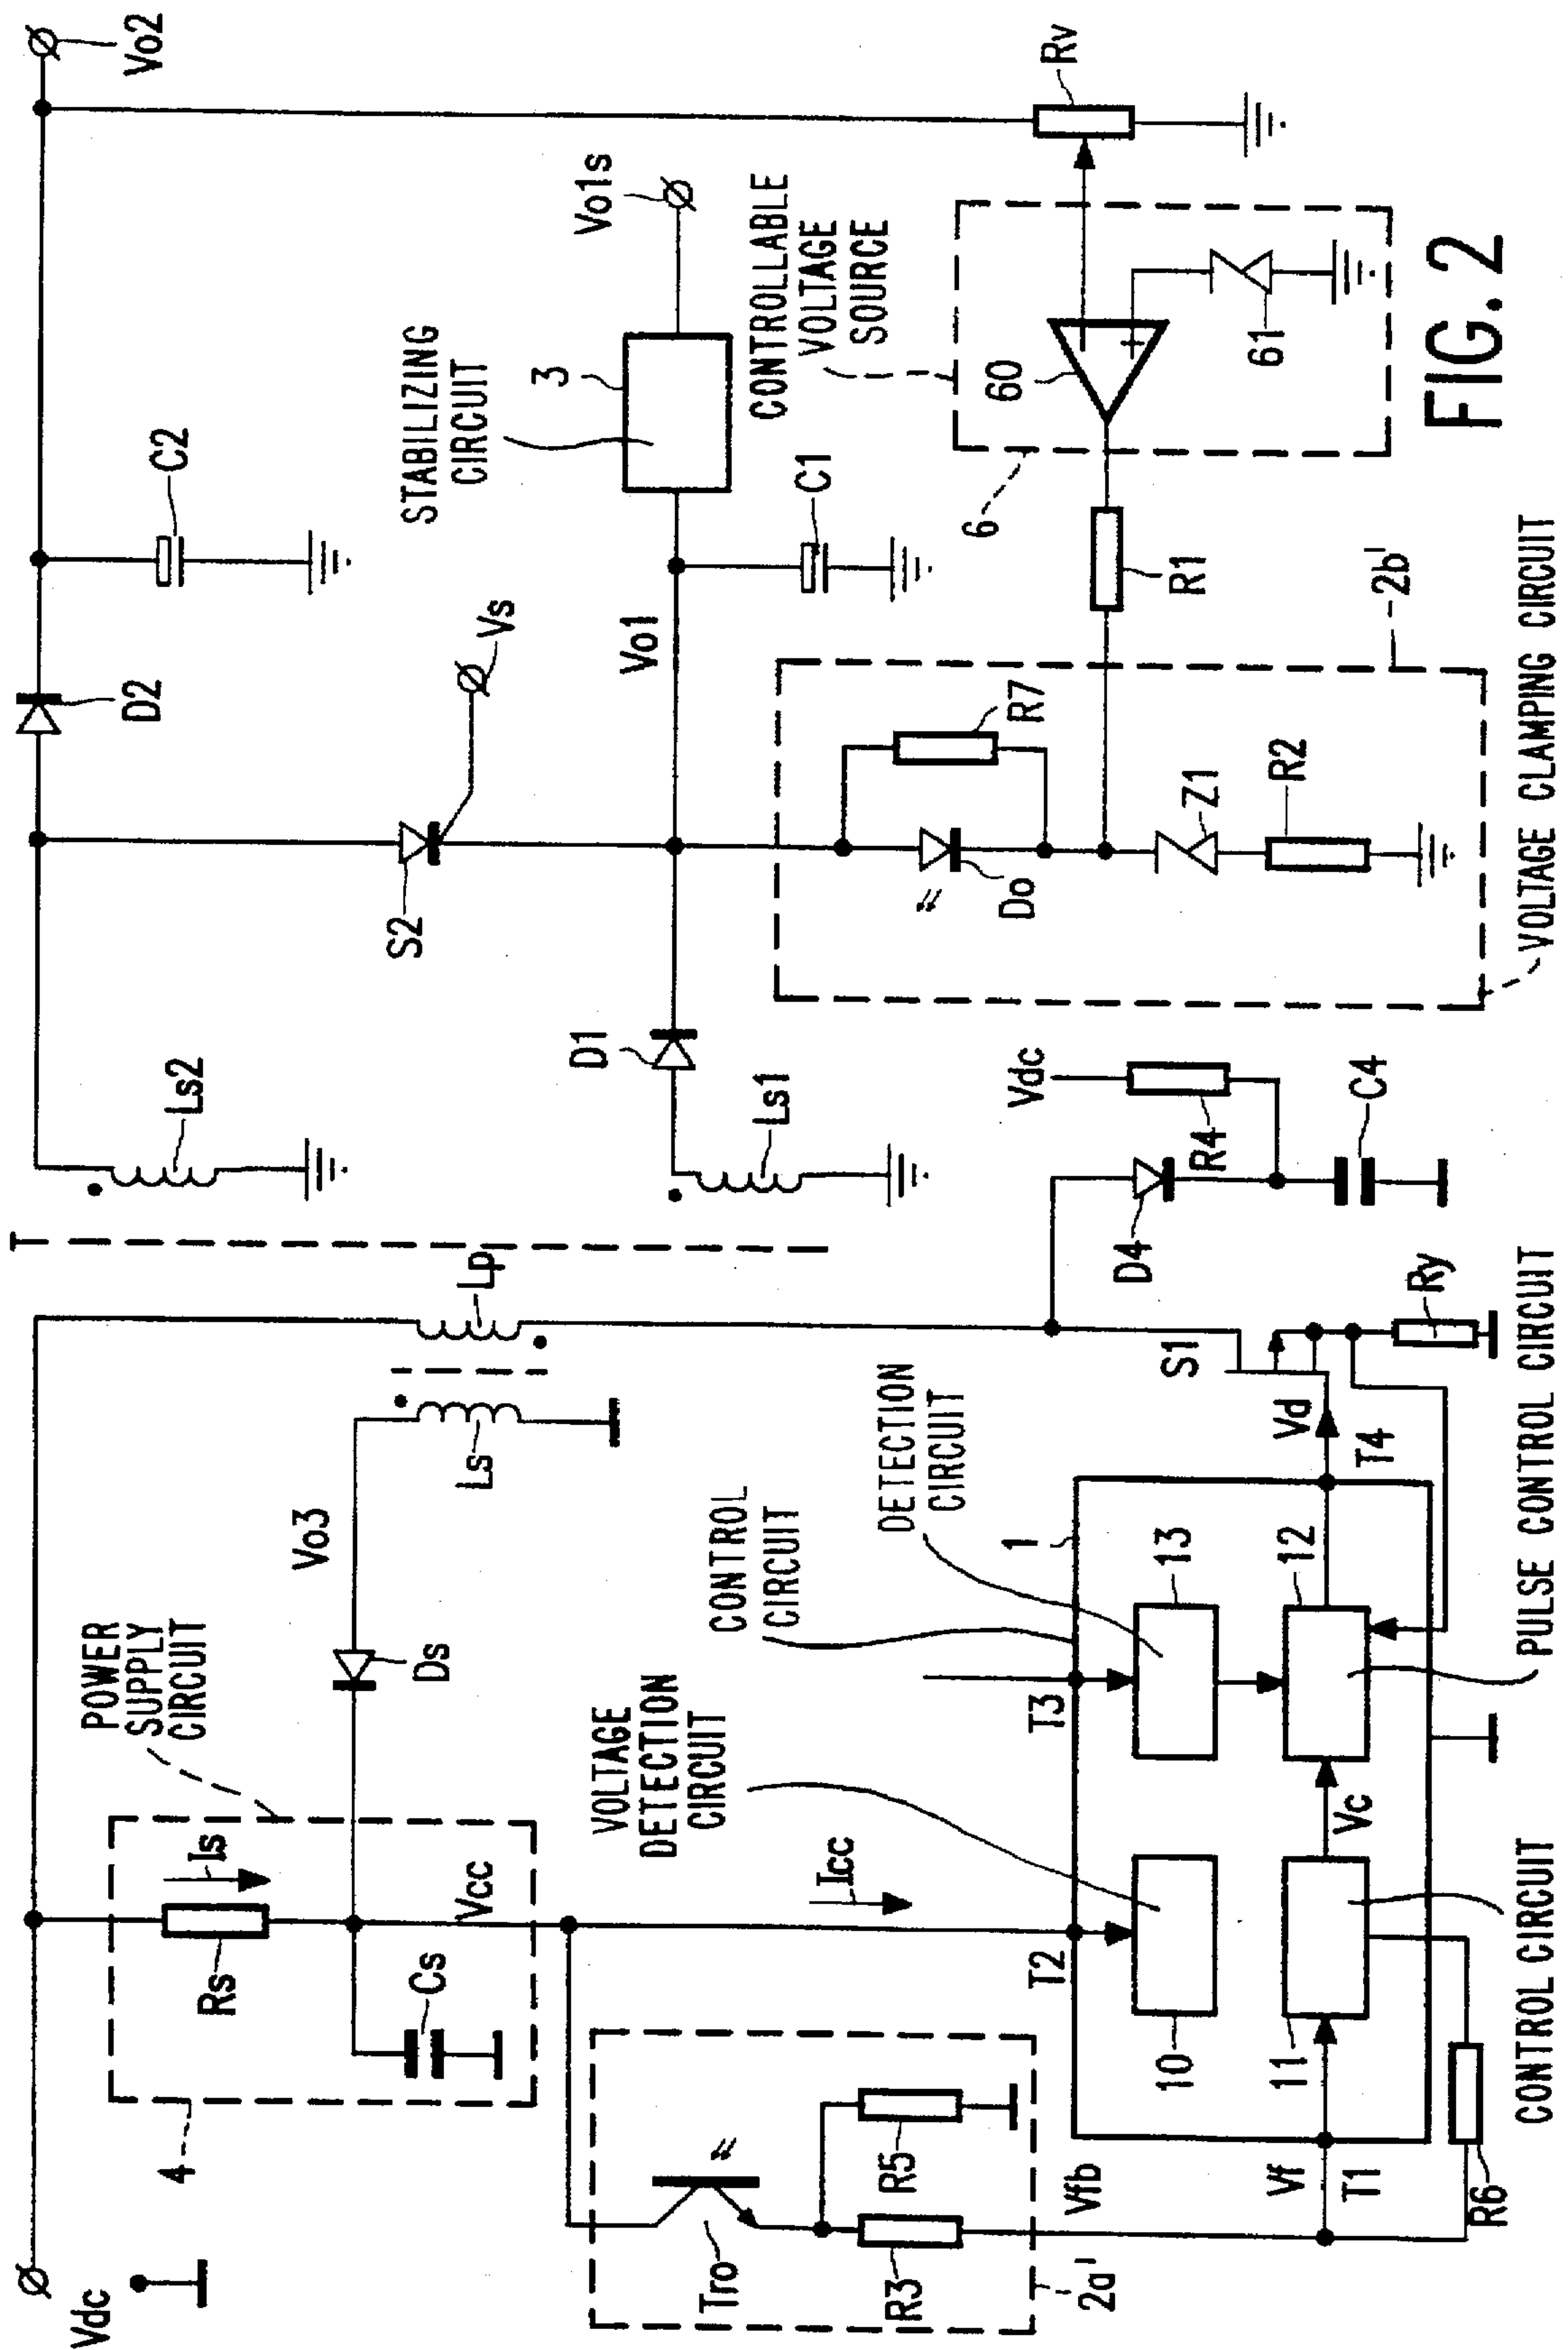 Vdc
4
POWER
SUPPLY
CIRCUIT
Is
Rs
Cs
Vcc
Vo3
Ds
Ls
Lp
Ls2
Ls1
D1
D2
S2
Vs
C2
Vo2
STABILIZING
CIRCUIT
3
Vo1
Vo1s
C1
CONTROLLABLE
VOLTAGE
SOURCE
Rv
6
60
−
+
61
R1
R7
Do
Z1
R2
2b'
VOLTAGE CLAMPING CIRCUIT
Vdc
R4
D4
C4
Tro
R5
R3
2a'
VOLTAGE
DETECTION
CIRCUIT
Icc
CONTROL
CIRCUIT
DETECTION
CIRCUIT
T2
T3
1
10
13
11
12
Vc
Vfb
Vf
T1
R6
Vd
T4
S1
Ry
CONTROL CIRCUIT
PULSE CONTROL CIRCUIT
FIG. 2